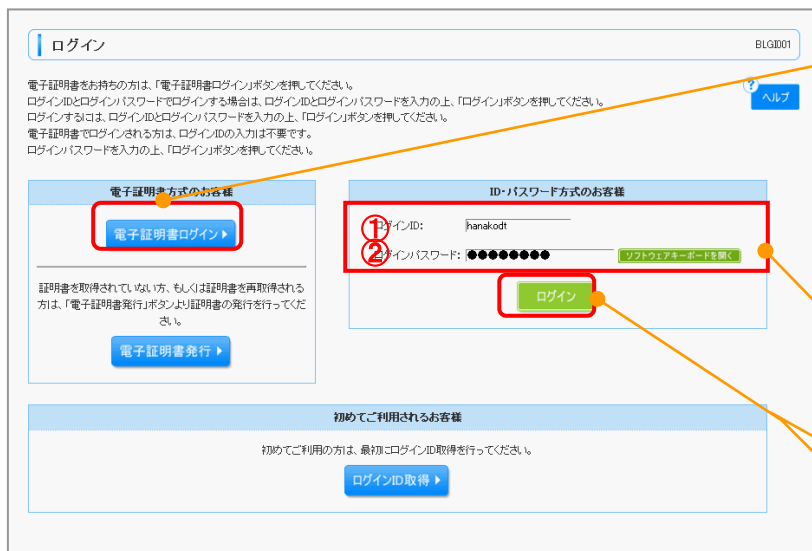 ログイン
BLGI001
電子証明書をお持ちの方は、「電子証明書ログイン」ボタンを押してください。
ログインIDとログインパスワードでログインする場合は、ログインIDとログインパスワードを入力の上、「ログイン」ボタンを押してください。
ログインするには、ログインIDとログインパスワードを入力の上、「ログイン」ボタンを押してください。
電子証明書でログインされる方は、ログインIDの入力は不要です。
ログインパスワードを入力の上、「ログイン」ボタンを押してください。
?
ヘルプ
電子証明書方式のお客様
電子証明書ログイン
証明書を取得されていない方、もしくは証明書を再取得される
方は、「電子証明書発行」ボタンより証明書の発行を行ってくだ
さい。
電子証明書発行
ID・パスワード方式のお客様
① ログインID: hanakodt
② ログインパスワード: ●●●●●●●● ソフトウェアキーボードを開く
ログイン
初めてご利用されるお客様
初めてご利用の方は、最初にログインID取得を行ってください。
ログインID取得